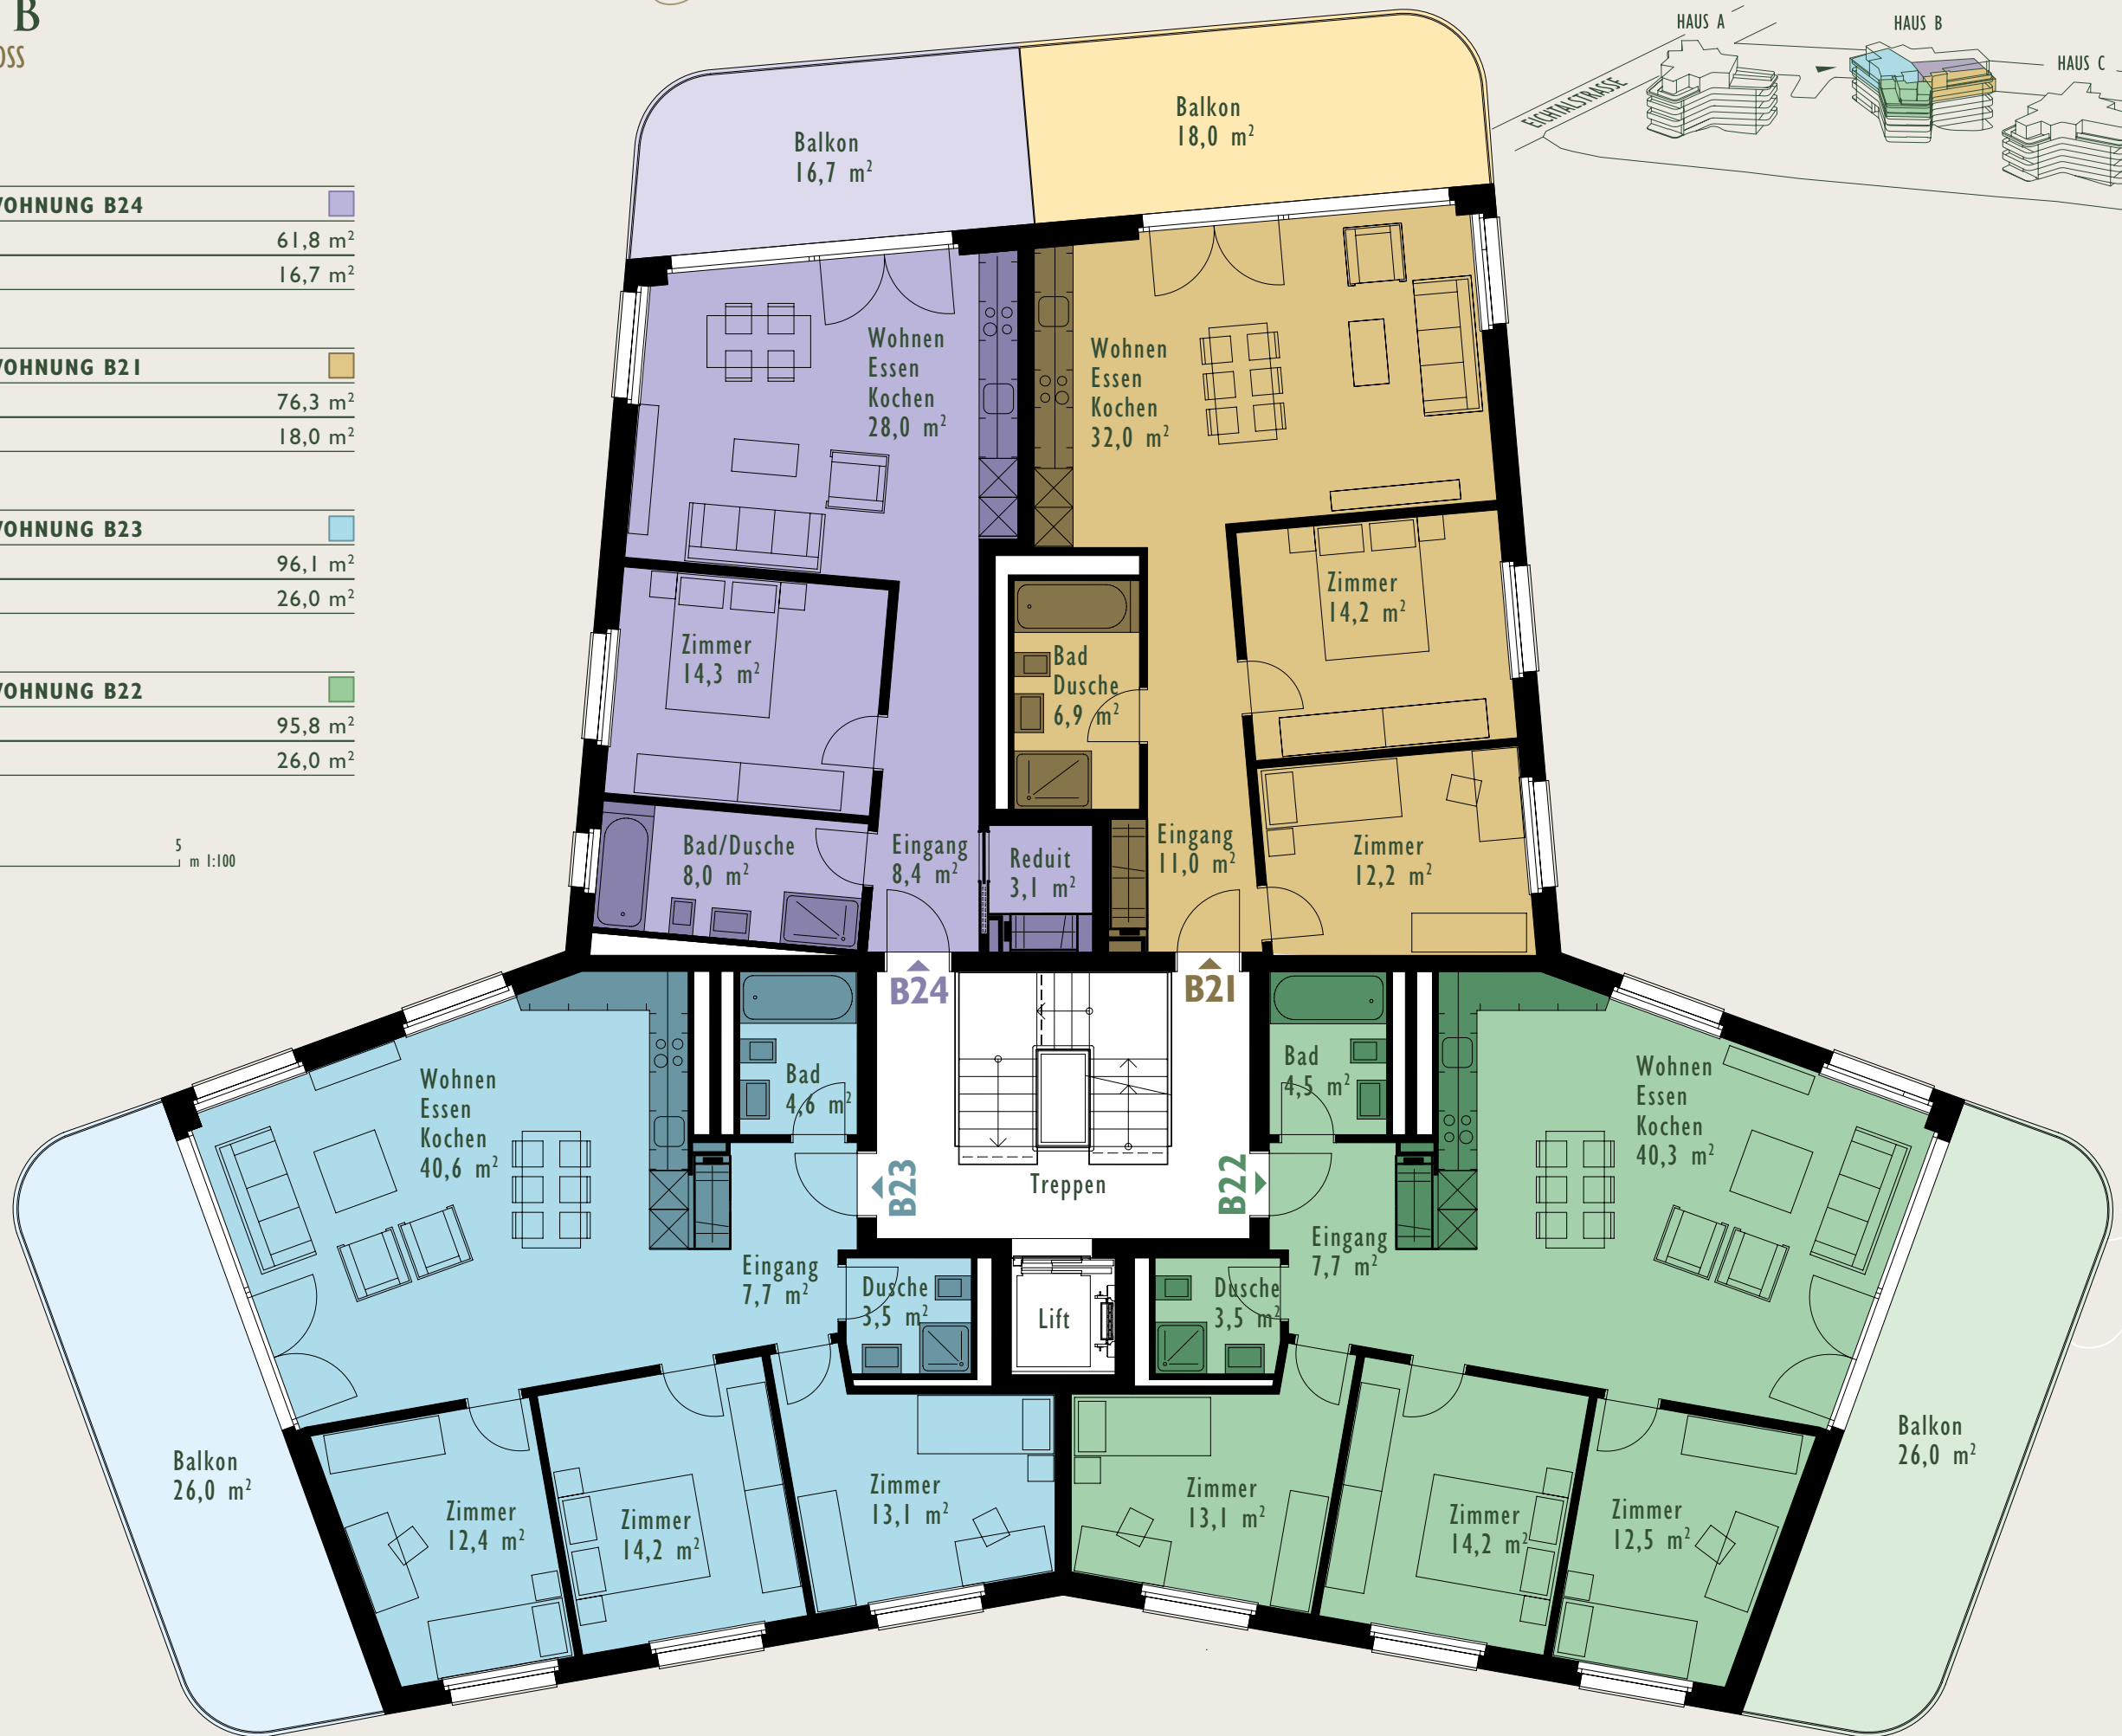 B
OSS
WOHNUNG B24
61,8 m²
16,7 m²
WOHNUNG B21
76,3 m²
18,0 m²
WOHNUNG B23
96,1 m²
26,0 m²
WOHNUNG B22
95,8 m²
26,0 m²
5
m 1:100
HAUS A
HAUS B
HAUS C
EICHTALSTRASSE
Balkon
16,7 m²
Balkon
18,0 m²
Wohnen
Essen
Kochen
28,0 m²
Wohnen
Essen
Kochen
32,0 m²
Zimmer
14,3 m²
Bad
Dusche
6,9 m²
Zimmer
14,2 m²
Bad/Dusche
8,0 m²
Eingang
8,4 m²
Reduit
3,1 m²
Eingang
11,0 m²
Zimmer
12,2 m²
B24
B21
Wohnen
Essen
Kochen
40,6 m²
Bad
4,6 m²
B23
Treppen
B22
Bad
4,5 m²
Wohnen
Essen
Kochen
40,3 m²
Eingang
7,7 m²
Dusche
3,5 m²
Lift
Dusche
3,5 m²
Eingang
7,7 m²
Balkon
26,0 m²
Zimmer
12,4 m²
Zimmer
14,2 m²
Zimmer
13,1 m²
Zimmer
13,1 m²
Zimmer
14,2 m²
Zimmer
12,5 m²
Balkon
26,0 m²